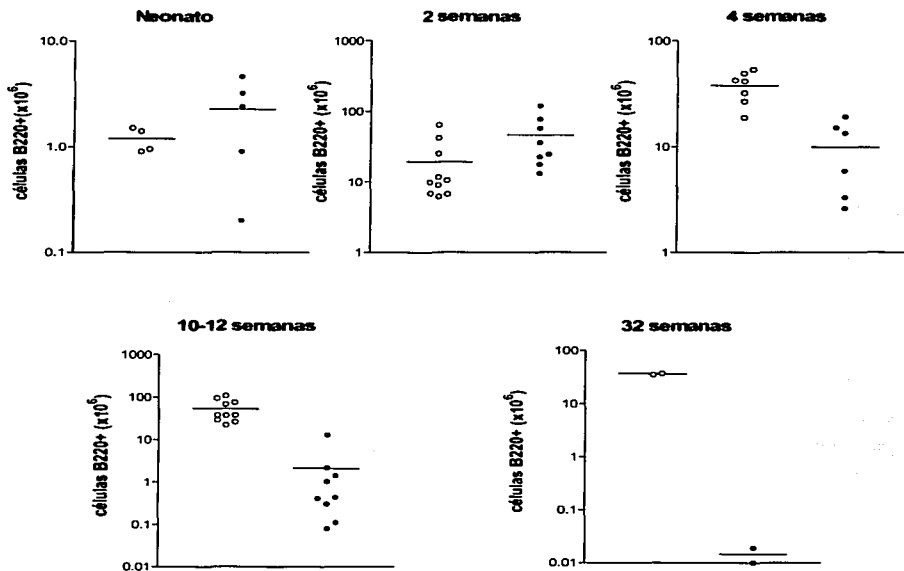 Neonato
células B220+(x10⁶)
10.0
1.0
0.1
2 semanas
células B220+ (x10⁶)
1000
100
10
1
4 semanas
células B220+ (x10⁶)
100
10
1
10-12 semanas
células B220+ (x10⁶)
1000
100
10
1
0.1
0.01
32 semanas
células B220+ (x10⁶)
100
10
1
0.1
0.01